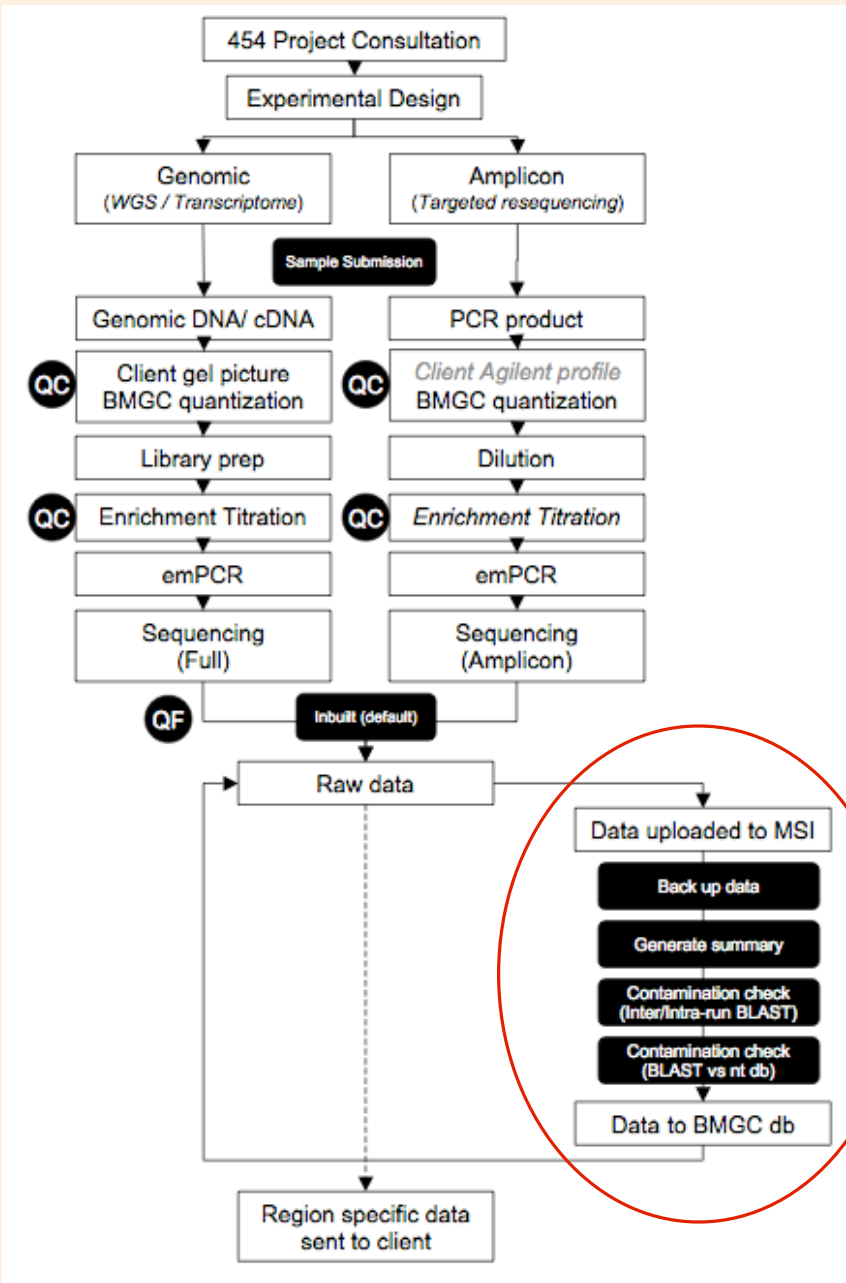 454 Project Consultation
Experimental Design
Genomic
(WGS / Transcriptome)
Amplicon
(Targeted resequencing)
Sample Submission
Genomic DNA/ cDNA
PCR product
QC
Client gel picture
BMGC quantization
QC
Client Agilent profile
BMGC quantization
Library prep
Dilution
QC
Enrichment Titration
QC
Enrichment Titration
emPCR
emPCR
Sequencing
(Full)
Sequencing
(Amplicon)
QF
Inbuilt (default)
Raw data
Data uploaded to MSI
Back up data
Generate summary
Contamination check
(Inter/Intra-run BLAST)
Contamination check
(BLAST vs nt db)
Data to BMGC db
Region specific data
sent to client